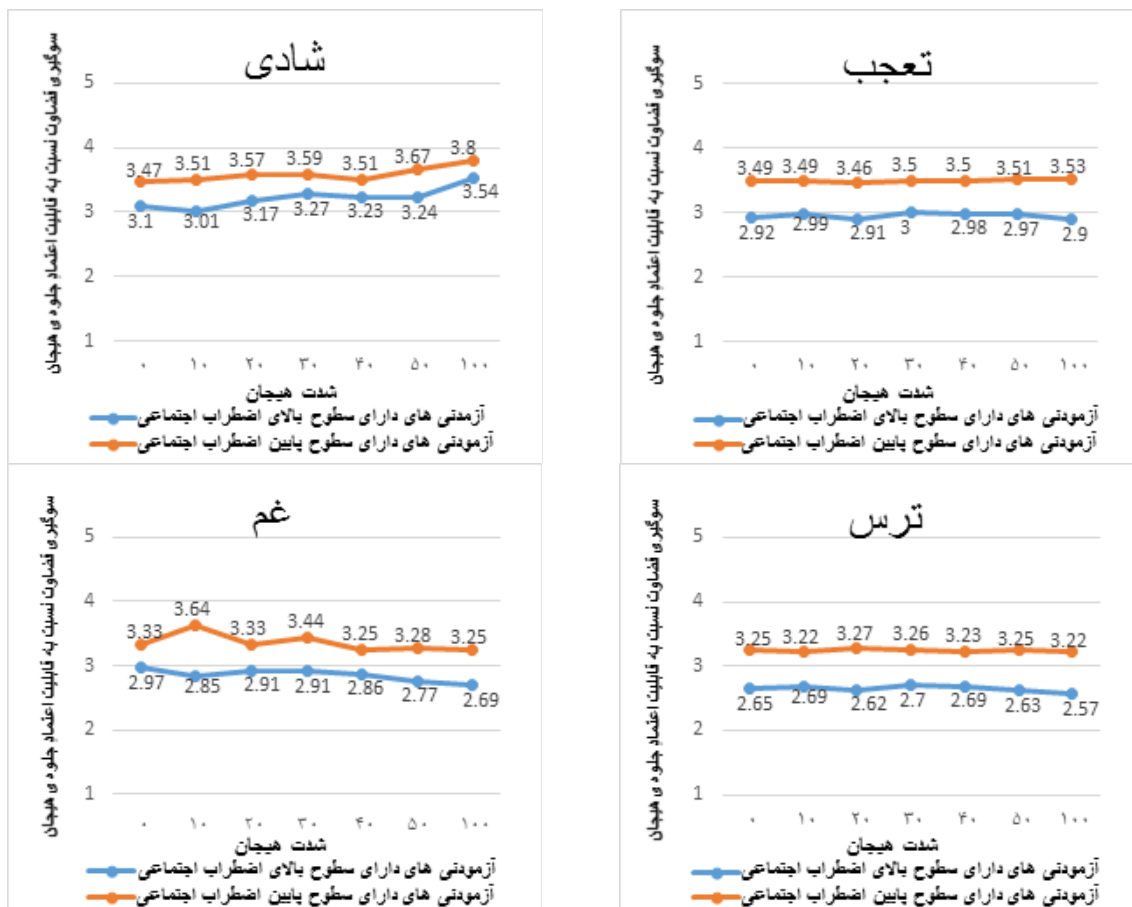 شادی
سوگیری قضاوت نسبت به قابلیت اعتماد جلوه ی هیجان
5
4
3
2
1
3.47 3.51 3.57 3.59 3.51 3.67 3.8
3.1 3.01 3.17 3.27 3.23 3.24 3.54
۰ ۱۰ ۲۰ ۳۰ ۴۰ ۵۰ ۱۰۰
شدت هیجان
آزمدنی های دارای سطوح بالای اضطراب اجتماعی
آزمودنی های دارای سطوح پایین اضطراب اجتماعی
تعجب
سوگیری قضاوت نسبت به قابلیت اعتماد جلوه ی هیجان
5
4
3
2
1
3.49 3.49 3.46 3.5 3.5 3.51 3.53
2.92 2.99 2.91 3 2.98 2.97 2.9
۰ ۱۰ ۲۰ ۳۰ ۴۰ ۵۰ ۱۰۰
شدت هیجان
آزمودنی های دارای سطوح بالای اضطراب اجتماعی
آزمودنی های دارای سطوح پایین اضطراب اجتماعی
غم
سوگیری قضاوت نسبت به قابلیت اعتماد جلوه ی هیجان
5
4
3
2
1
3.33 3.64 3.33 3.44 3.25 3.28 3.25
2.97 2.85 2.91 2.91 2.86 2.77 2.69
۰ ۱۰ ۲۰ ۳۰ ۴۰ ۵۰ ۱۰۰
شدت هیجان
آزمودنی های دارای سطوح بالای اضطراب اجتماعی
آزمودنی های دارای سطوح پایین اضطراب اجتماعی
ترس
سوگیری قضاوت نسبت به قابلیت اعتماد جلوه ی هیجان
5
4
3
2
1
3.25 3.22 3.27 3.26 3.23 3.25 3.22
2.65 2.69 2.62 2.7 2.69 2.63 2.57
۰ ۱۰ ۲۰ ۳۰ ۴۰ ۵۰ ۱۰۰
شدت هیجان
آزمودنی های دارای سطوح بالای اضطراب اجتماعی
آزمودنی های دارای سطوح پایین اضطراب اجتماعی